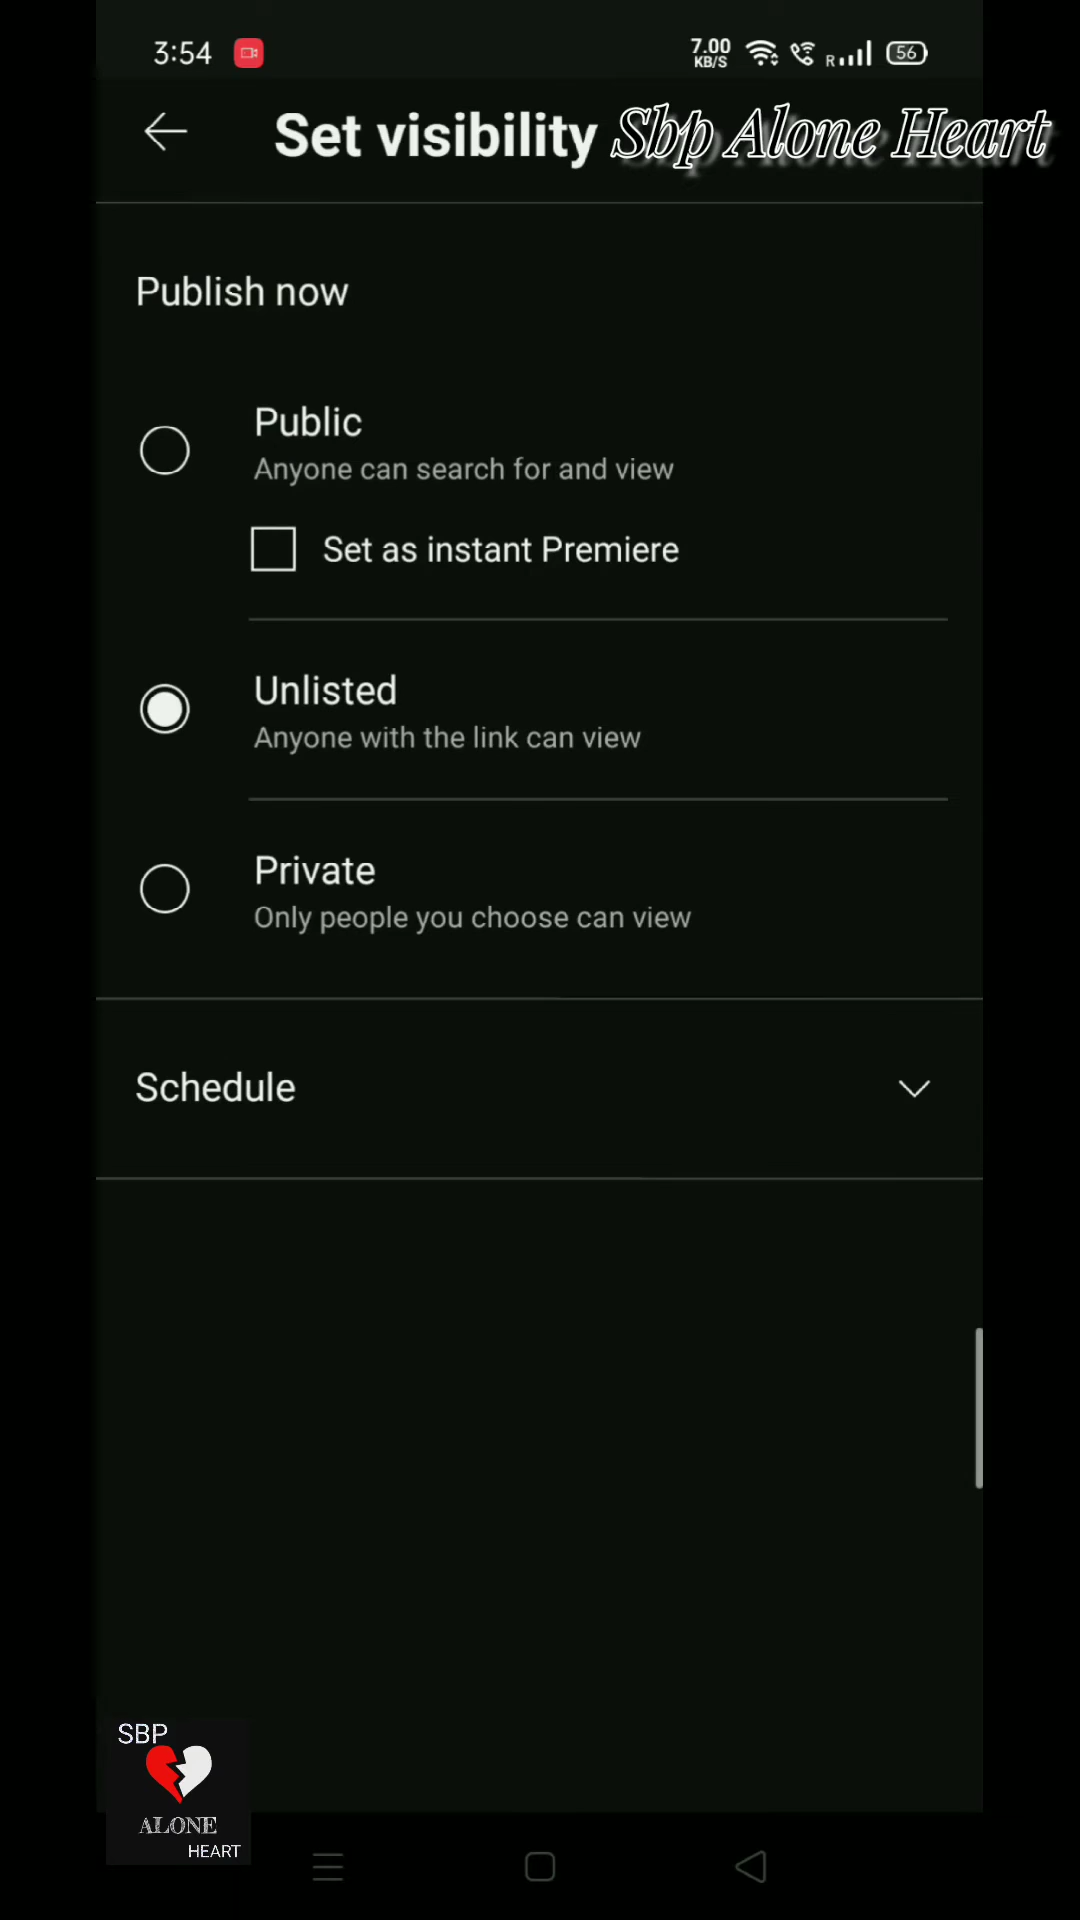 3:54
7.00
KB/S
R
56
Set visibility
Sbp Alone Heart
Publish now
Public
Anyone can search for and view
Set as instant Premiere
Unlisted
Anyone with the link can view
Private
Only people you choose can view
Schedule
SBP
ALONE
HEART